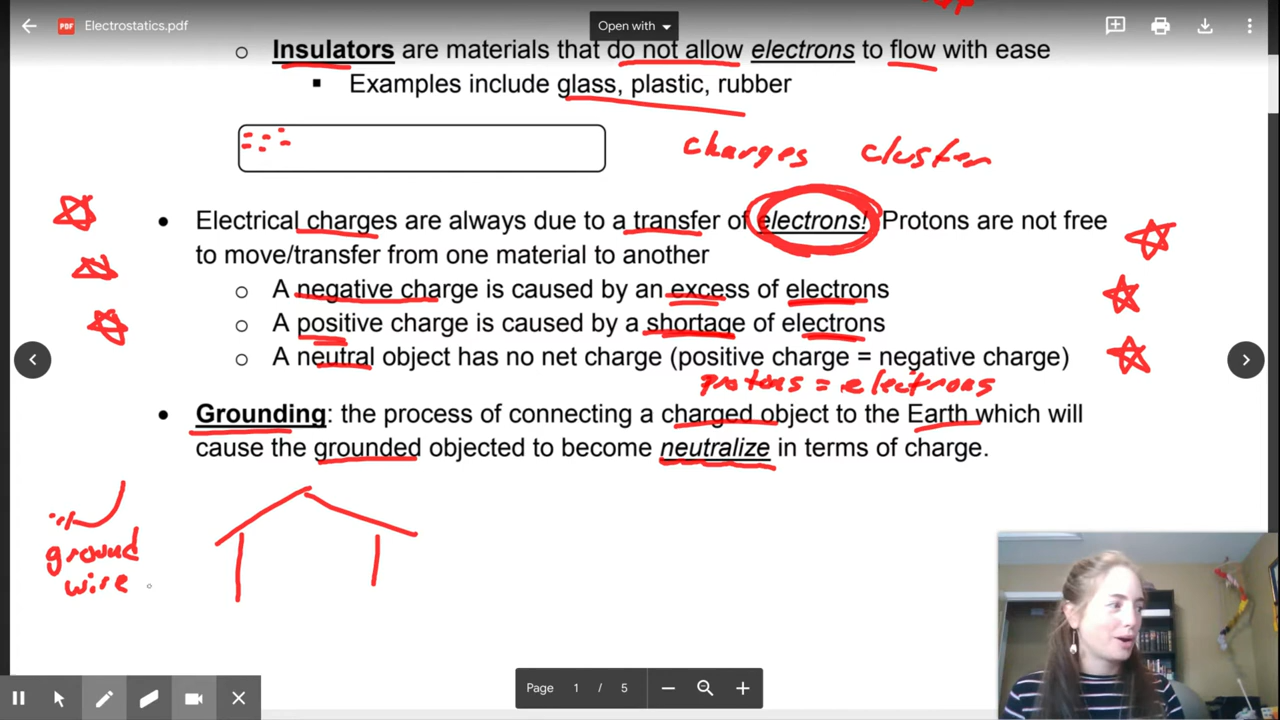 Electrostatics.pdf
Open with
Insulators are materials that do not allow electrons to flow with ease
Examples include glass, plastic, rubber
charges cluster
Electrical charges are always due to a transfer of electrons! Protons are not free
to move/transfer from one material to another
A negative charge is caused by an excess of electrons
A positive charge is caused by a shortage of electrons
A neutral object has no net charge (positive charge = negative charge)
protons = electrons
Grounding: the process of connecting a charged object to the Earth which will
cause the grounded objected to become neutralize in terms of charge.
ground
wire
Page 1 / 5